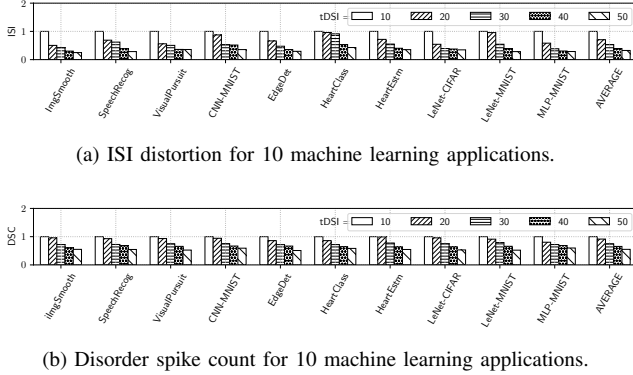 2
tDSI = 10 20 30 40 50
ISI
1
0
ImgSmooth
SpeechRecog
VisualPursuit
CNN-MNIST
EdgeDet
HeartClass
HeartEstm
LeNet-CIFAR
LeNet-MNIST
MLP-MNIST
AVERAGE
(a) ISI distortion for 10 machine learning applications.
2
tDSI = 10 20 30 40 50
DSC
1
0
iImgSmooth
SpeechRecog
VisualPursuit
CNN-MNIST
EdgeDet
HeartClass
HeartEstm
LeNet-CIFAR
LeNet-MNIST
MLP-MNIST
AVERAGE
(b) Disorder spike count for 10 machine learning applications.